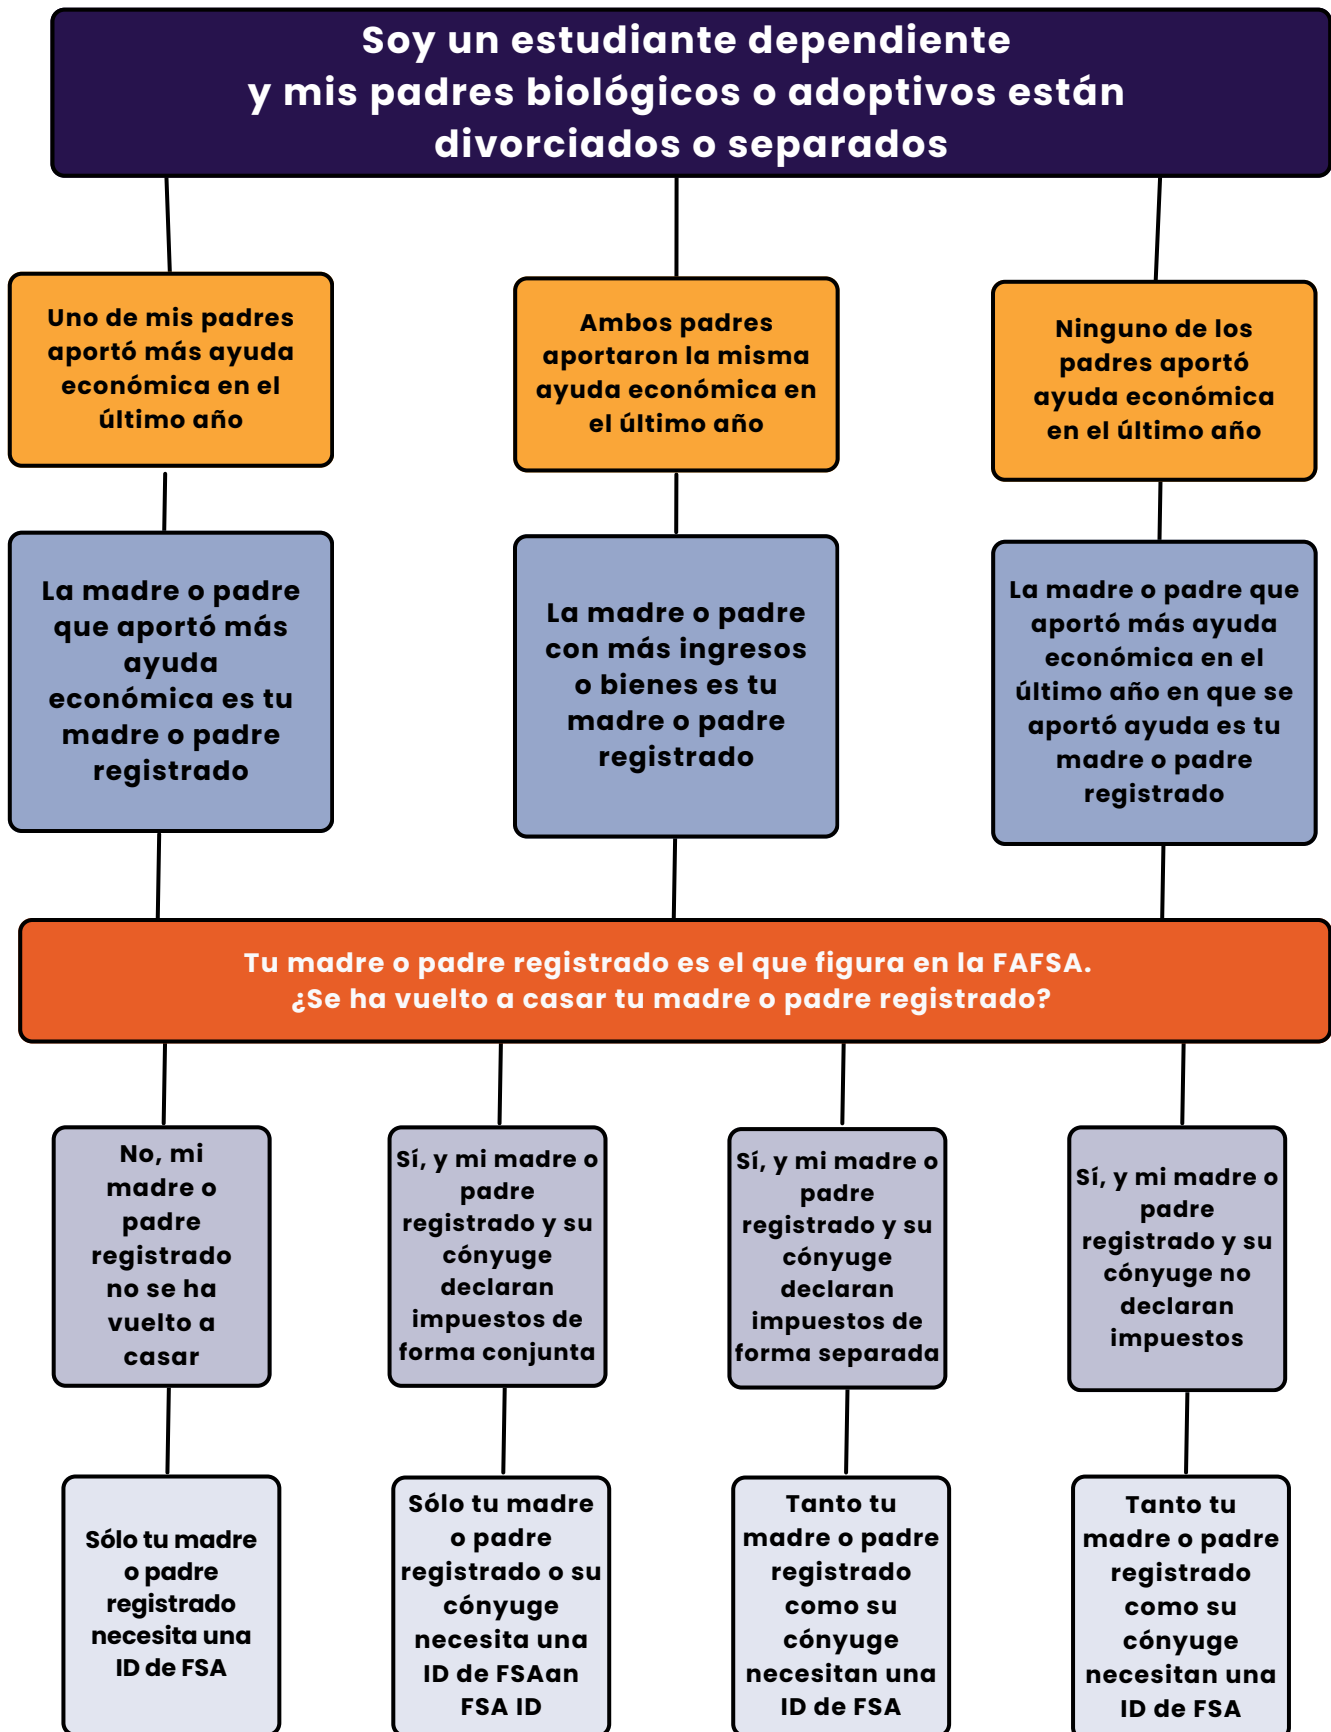 Soy un estudiante dependiente
y mis padres biológicos o adoptivos están
divorciados o separados
Uno de mis padres
aportó más ayuda
económica en el
último año
Ambos padres
aportaron la misma
ayuda económica en
el último año
Ninguno de los
padres aportó
ayuda económica
en el último año
La madre o padre
que aportó más
ayuda
económica es tu
madre o padre
registrado
La madre o padre
con más ingresos
o bienes es tu
madre o padre
registrado
La madre o padre que
aportó más ayuda
económica en el
último año en que se
aportó ayuda es tu
madre o padre
registrado
Tu madre o padre registrado es el que figura en la FAFSA.
¿Se ha vuelto a casar tu madre o padre registrado?
No, mi
madre o
padre
registrado
no se ha
vuelto a
casar
Sí, y mi madre o
padre
registrado y su
cónyuge
declaran
impuestos de
forma conjunta
Sí, y mi madre o
padre
registrado y su
cónyuge
declaran
impuestos de
forma separada
Sí, y mi madre o
padre
registrado y su
cónyuge no
declaran
impuestos
Sólo tu madre
o padre
registrado
necesita una
ID de FSA
Sólo tu madre
o padre
registrado o su
cónyuge
necesita una
ID de FSAan
FSA ID
Tanto tu
madre o padre
registrado
como su
cónyuge
necesitan una
ID de FSA
Tanto tu
madre o padre
registrado
como su
cónyuge
necesitan una
ID de FSA